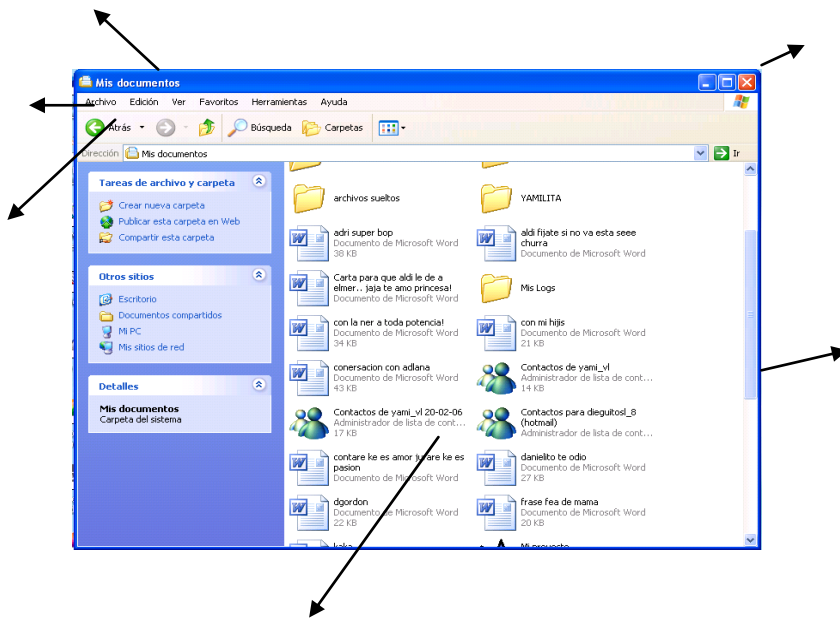 Mis documentos
Archivo Edición Ver Favoritos Herramientas Ayuda
Atrás Búsqueda Carpetas
Dirección Mis documentos Ir
Tareas de archivo y carpeta
Crear nueva carpeta
Publicar esta carpeta en Web
Compartir esta carpeta
Otros sitios
Escritorio
Documentos compartidos
Mi PC
Mis sitios de red
Detalles
Mis documentos
Carpeta del sistema
archivos sueltos
YAMILITA
adri super bop
Documento de Microsoft Word
38 KB
aldi fijate si no va esta seee
churra
Documento de Microsoft Word
Carta para que aldi le de a
elmer.. jaja te amo princesa!
Documento de Microsoft Word
Mis Logs
con la ner a toda potencia!
Documento de Microsoft Word
34 KB
con mi hijis
Documento de Microsoft Word
21 KB
conersacion con adlana
Documento de Microsoft Word
43 KB
Contactos de yami_vl
Administrador de lista de cont...
14 KB
Contactos de yami_vl 20-02-06
Administrador de lista de cont...
17 KB
Contactos para dieguitosl_8
(hotmail)
Administrador de lista de cont...
contare ke es amor jurare ke es
pasion
Documento de Microsoft Word
danielito te odio
Documento de Microsoft Word
27 KB
dgordon
Documento de Microsoft Word
22 KB
frase fea de mama
Documento de Microsoft Word
20 KB
kaka
Mi proyecto